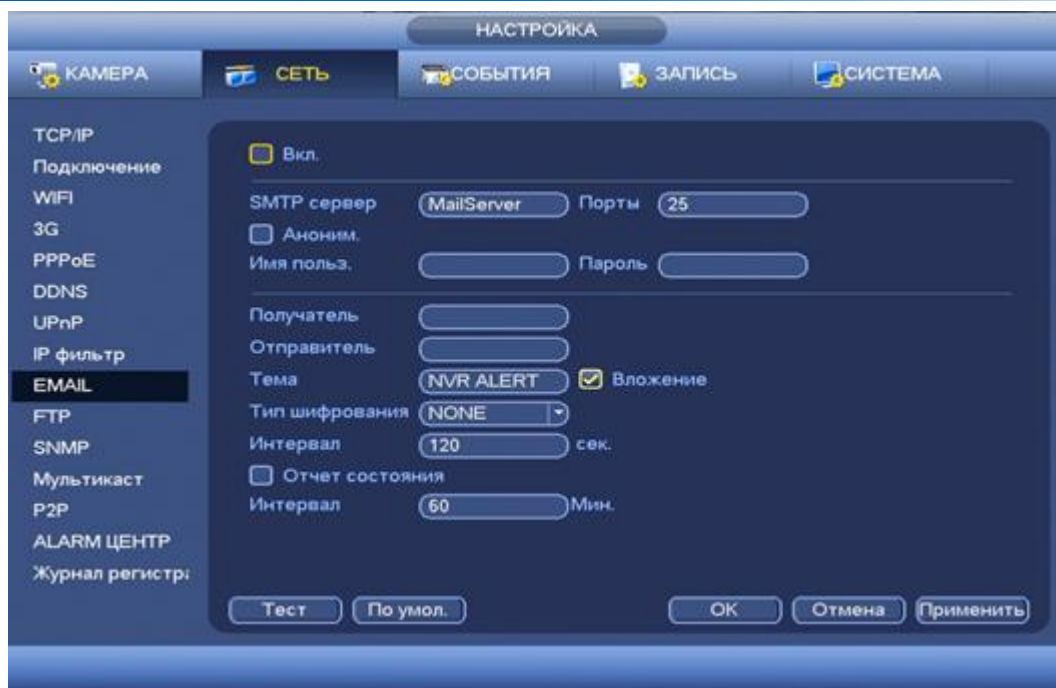 НАСТРОЙКА
КАМЕРА СЕТЬ СОБЫТИЯ ЗАПИСЬ СИСТЕМА
TCP/IP
Подключение
WIFI
3G
PPPoE
DDNS
UPnP
IP фильтр
EMAIL
FTP
SNMP
Мультикаст
P2P
ALARM ЦЕНТР
Журнал регистра
Вкл.
SMTP сервер MailServer Порты 25
Аноним.
Имя польз. Пароль
Получатель
Отправитель
Тема NVR ALERT Вложение
Тип шифрования NONE
Интервал 120 сек.
Отчет состояния
Интервал 60 Мин.
Тест По умол. OK Отмена Применить